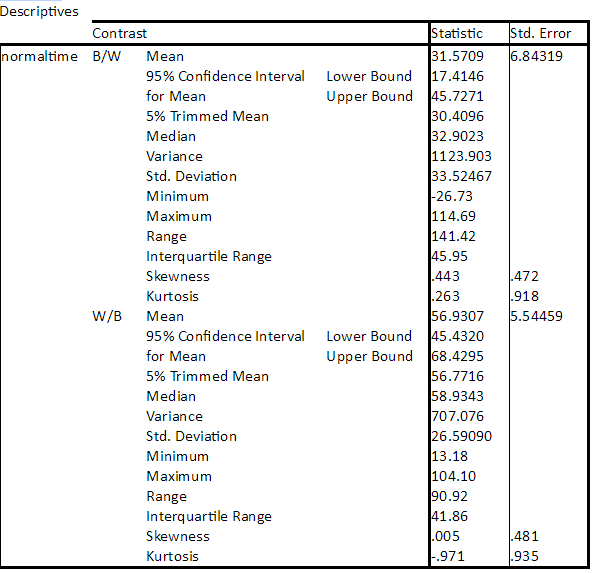 Descriptives
Contrast Statistic Std. Error
normaltime B/W Mean 31.5709 6.84319
95% Confidence Interval Lower Bound 17.4146
for Mean Upper Bound 45.7271
5% Trimmed Mean 30.4096
Median 32.9023
Variance 1123.903
Std. Deviation 33.52467
Minimum -26.73
Maximum 114.69
Range 141.42
Interquartile Range 45.95
Skewness .443 .472
Kurtosis .263 .918
W/B Mean 56.9307 5.54459
95% Confidence Interval Lower Bound 45.4320
for Mean Upper Bound 68.4295
5% Trimmed Mean 56.7716
Median 58.9343
Variance 707.076
Std. Deviation 26.59090
Minimum 13.18
Maximum 104.10
Range 90.92
Interquartile Range 41.86
Skewness .005 .481
Kurtosis -.971 .935